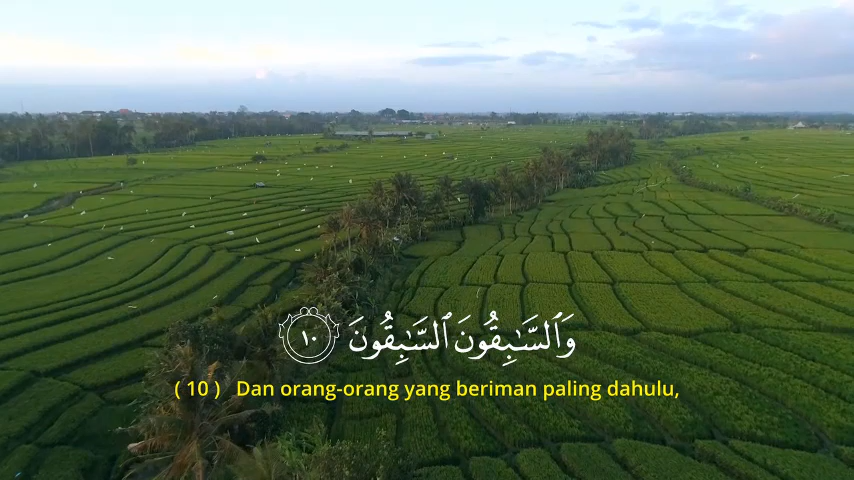 وَٱلسَّـٰبِقُونَ ٱلسَّـٰبِقُونَ ١٠
( 10 ) Dan orang-orang yang beriman paling dahulu,